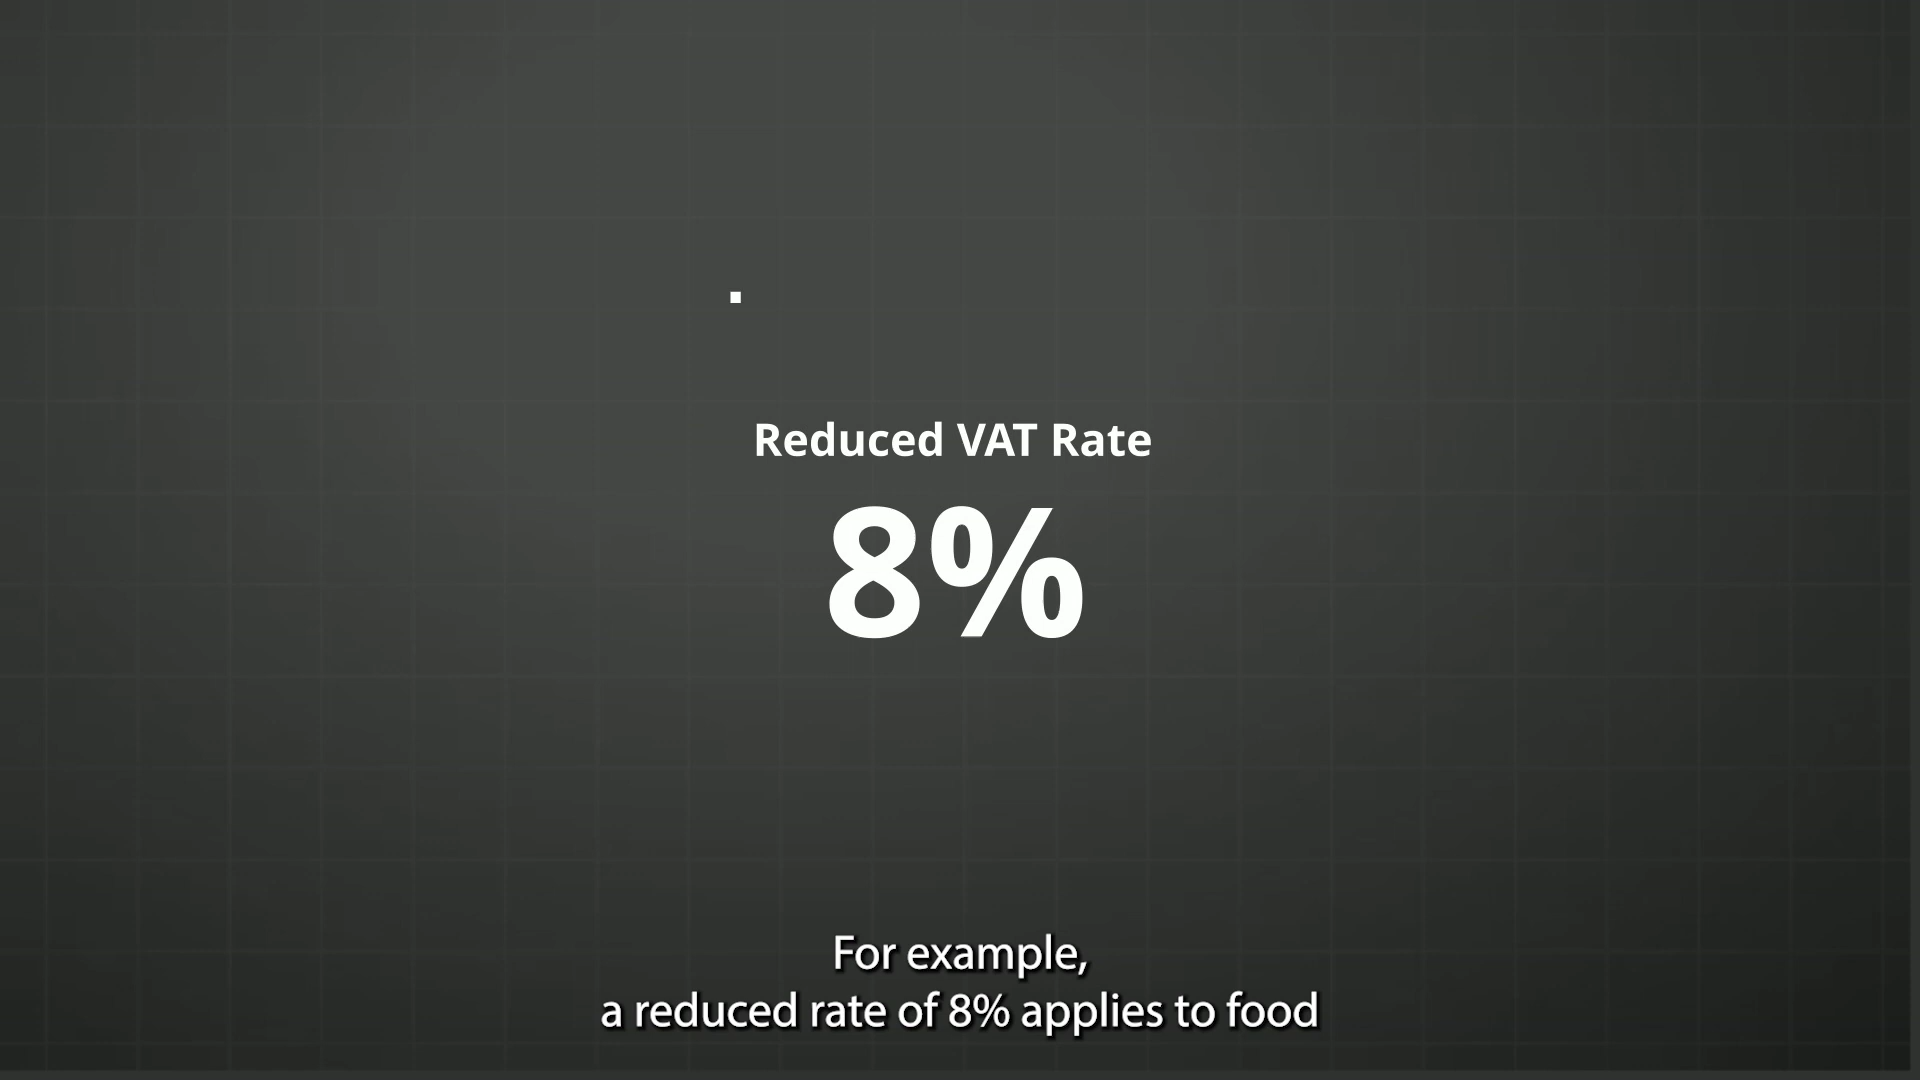 .
Reduced VAT Rate
8%
For example,
a reduced rate of 8% applies to food